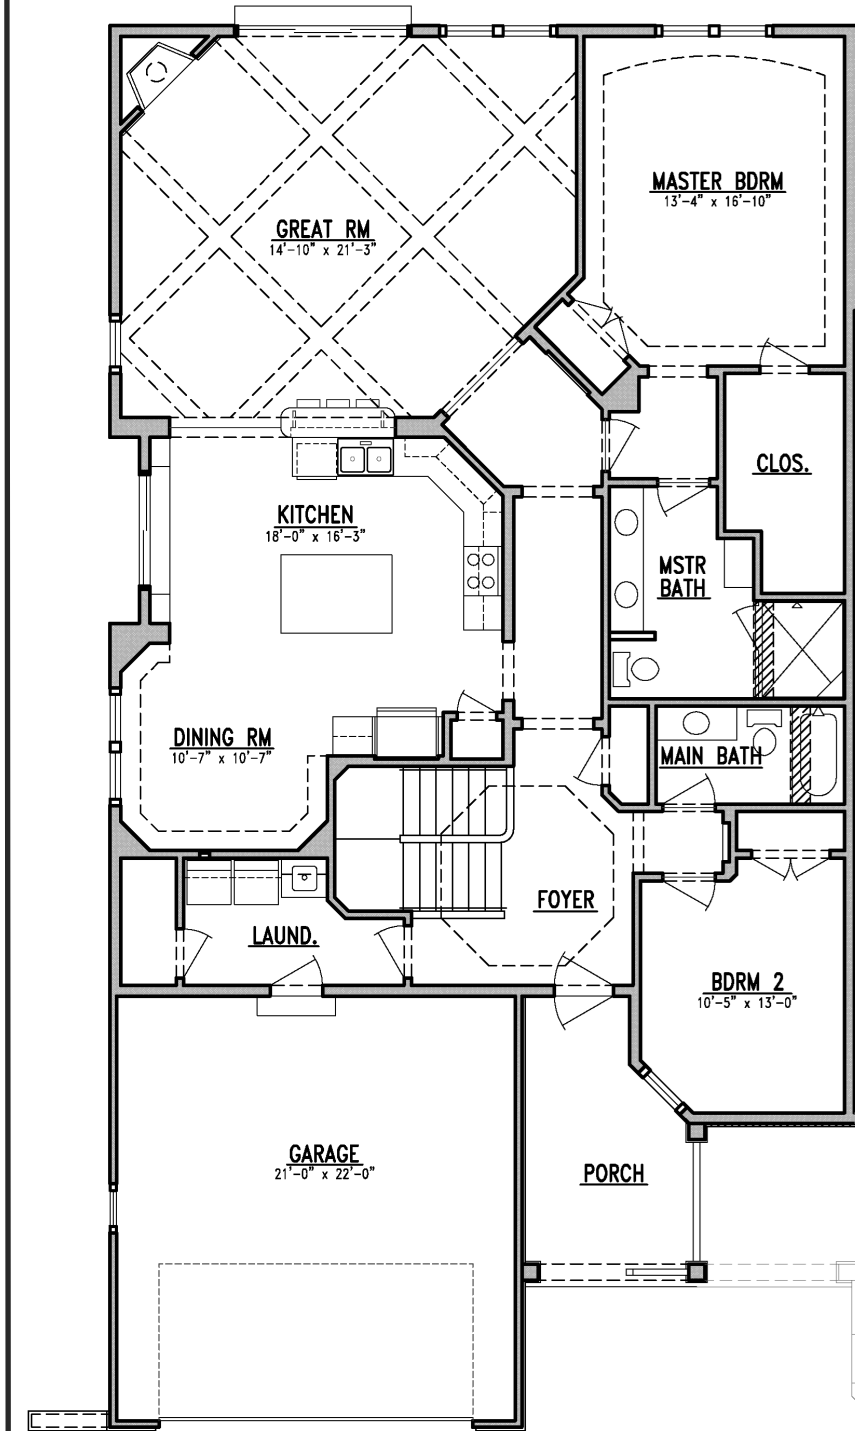 MASTER BDRM
13'-4" x 16'-10"
GREAT RM
14'-10" x 21'-3"
CLOS.
KITCHEN
18'-0" x 16'-3"
MSTR
BATH
DINING RM
10'-7" x 10'-7"
MAIN BATH
FOYER
LAUND.
BDRM 2
10'-5" x 13'-0"
GARAGE
21'-0" x 22'-0"
PORCH